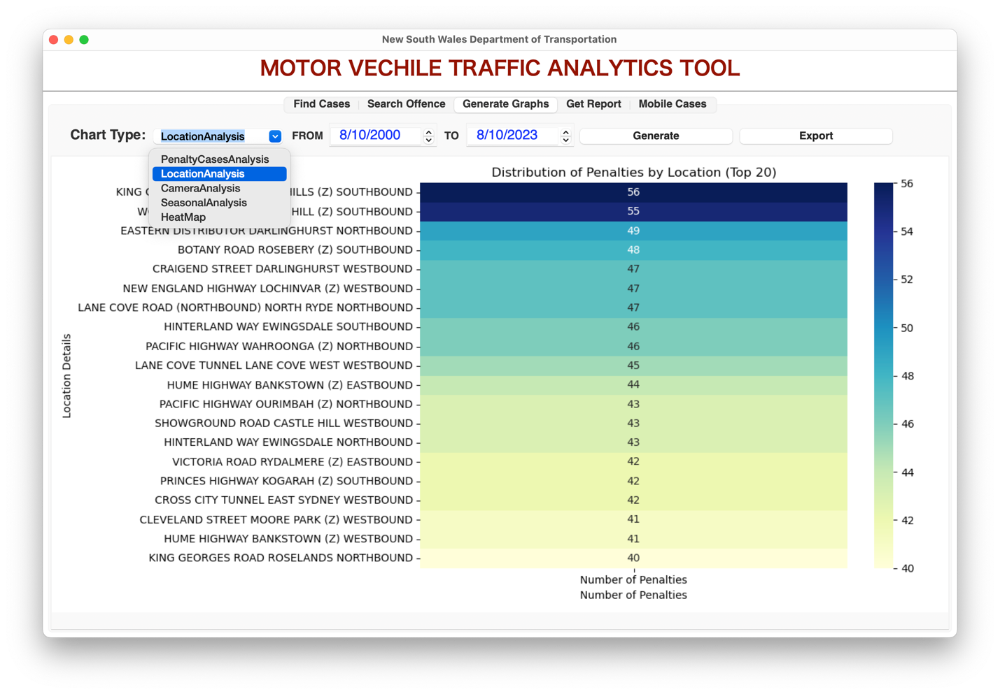 New South Wales Department of Transportation
MOTOR VECHILE TRAFFIC ANALYTICS TOOL
Find Cases Search Offence Generate Graphs Get Report Mobile Cases
Chart Type: LocationAnalysis FROM 8/10/2000 TO 8/10/2023 Generate Export
PenaltyCasesAnalysis
LocationAnalysis
CameraAnalysis
SeasonalAnalysis
HeatMap
Distribution of Penalties by Location (Top 20)
KING (Z) SOUTHBOUND 56
HILL (Z) SOUTHBOUND 55
EASTERN DISTRIBUTOR DARLINGHURST NORTHBOUND 49
BOTANY ROAD ROSEBERY (Z) SOUTHBOUND 48
CRAIGEND STREET DARLINGHURST WESTBOUND 47
NEW ENGLAND HIGHWAY LOCHINVAR (Z) WESTBOUND 47
LANE COVE ROAD (NORTHBOUND) NORTH RYDE NORTHBOUND 47
HINTERLAND WAY EWINGSDALE SOUTHBOUND 46
PACIFIC HIGHWAY WAHROONGA (Z) NORTHBOUND 46
LANE COVE TUNNEL LANE COVE WEST WESTBOUND 45
HUME HIGHWAY BANKSTOWN (Z) EASTBOUND 44
PACIFIC HIGHWAY OURIMBAH (Z) NORTHBOUND 43
SHOWGROUND ROAD CASTLE HILL WESTBOUND 43
HINTERLAND WAY EWINGSDALE NORTHBOUND 43
VICTORIA ROAD RYDALMERE (Z) EASTBOUND 42
PRINCES HIGHWAY KOGARAH (Z) SOUTHBOUND 42
CROSS CITY TUNNEL EAST SYDNEY WESTBOUND 42
CLEVELAND STREET MOORE PARK (Z) WESTBOUND 41
HUME HIGHWAY BANKSTOWN (Z) WESTBOUND 41
KING GEORGES ROAD ROSELANDS NORTHBOUND 40
Location Details
Number of Penalties
Number of Penalties
56
54
52
50
48
46
44
42
40